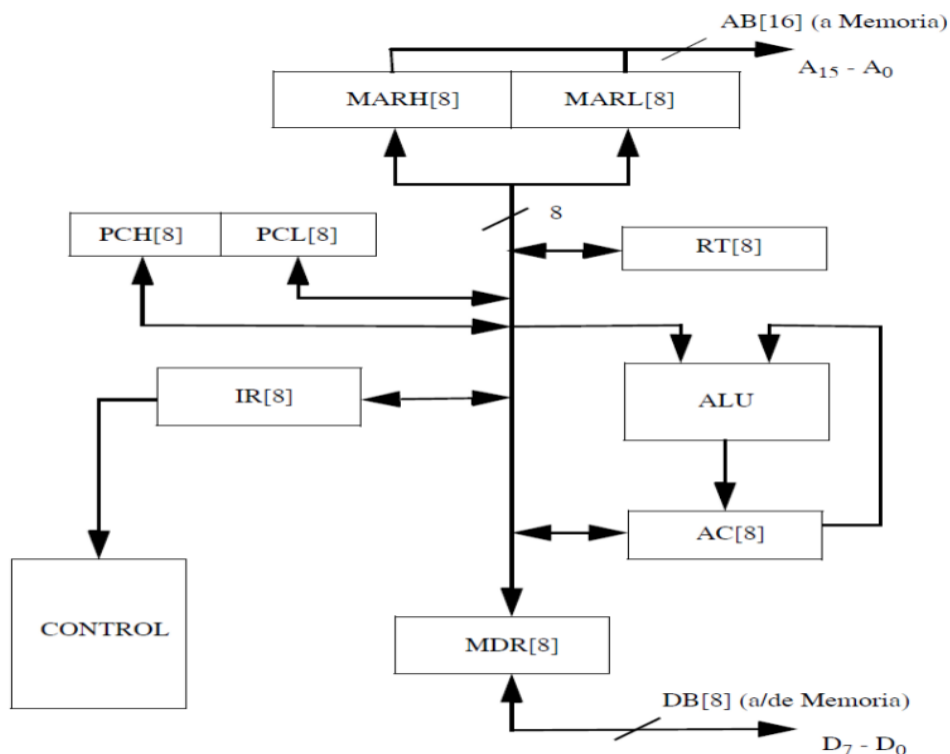 AB[16] (a Memoria)
A15 - A0
MARH[8] MARL[8]
8
PCH[8] PCL[8]
RT[8]
IR[8]
ALU
AC[8]
CONTROL
MDR[8]
DB[8] (a/de Memoria)
D7 - D0